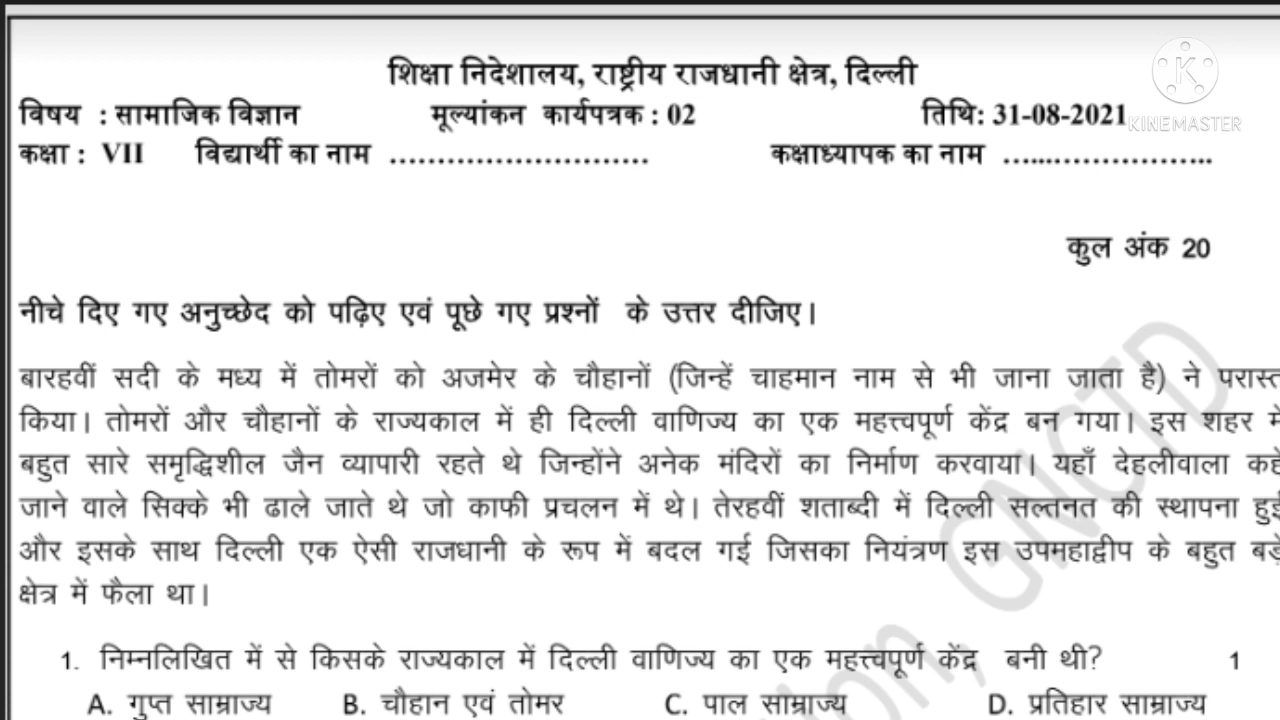 शिक्षा निदेशालय, राष्ट्रीय राजधानी क्षेत्र, दिल्ली
विषय : सामाजिक विज्ञान मूल्यांकन कार्यपत्रक : 02 तिथि: 31-08-2021
KINEMASTER
कक्षा : VII विद्यार्थी का नाम ............................ कक्षाध्यापक का नाम .......................
कुल अंक 20
नीचे दिए गए अनुच्छेद को पढ़िए एवं पूछे गए प्रश्नों के उत्तर दीजिए।
बारहवीं सदी के मध्य में तोमरों को अजमेर के चौहानों (जिन्हें चाहमान नाम से भी जाना जाता है) ने परास्त
किया। तोमरों और चौहानों के राज्यकाल में ही दिल्ली वाणिज्य का एक महत्त्वपूर्ण केंद्र बन गया। इस शहर में
बहुत सारे समृद्धिशील जैन व्यापारी रहते थे जिन्होंने अनेक मंदिरों का निर्माण करवाया। यहाँ देहलीवाला कहे
जाने वाले सिक्के भी ढाले जाते थे जो काफी प्रचलन में थे। तेरहवीं शताब्दी में दिल्ली सल्तनत की स्थापना हुई
और इसके साथ दिल्ली एक ऐसी राजधानी के रूप में बदल गई जिसका नियंत्रण इस उपमहाद्वीप के बहुत बड़े
क्षेत्र में फैला था।
1. निम्नलिखित में से किसके राज्यकाल में दिल्ली वाणिज्य का एक महत्त्वपूर्ण केंद्र बनी थी? 1
A. गुप्त साम्राज्य B. चौहान एवं तोमर C. पाल साम्राज्य D. प्रतिहार साम्राज्य
GNCTD